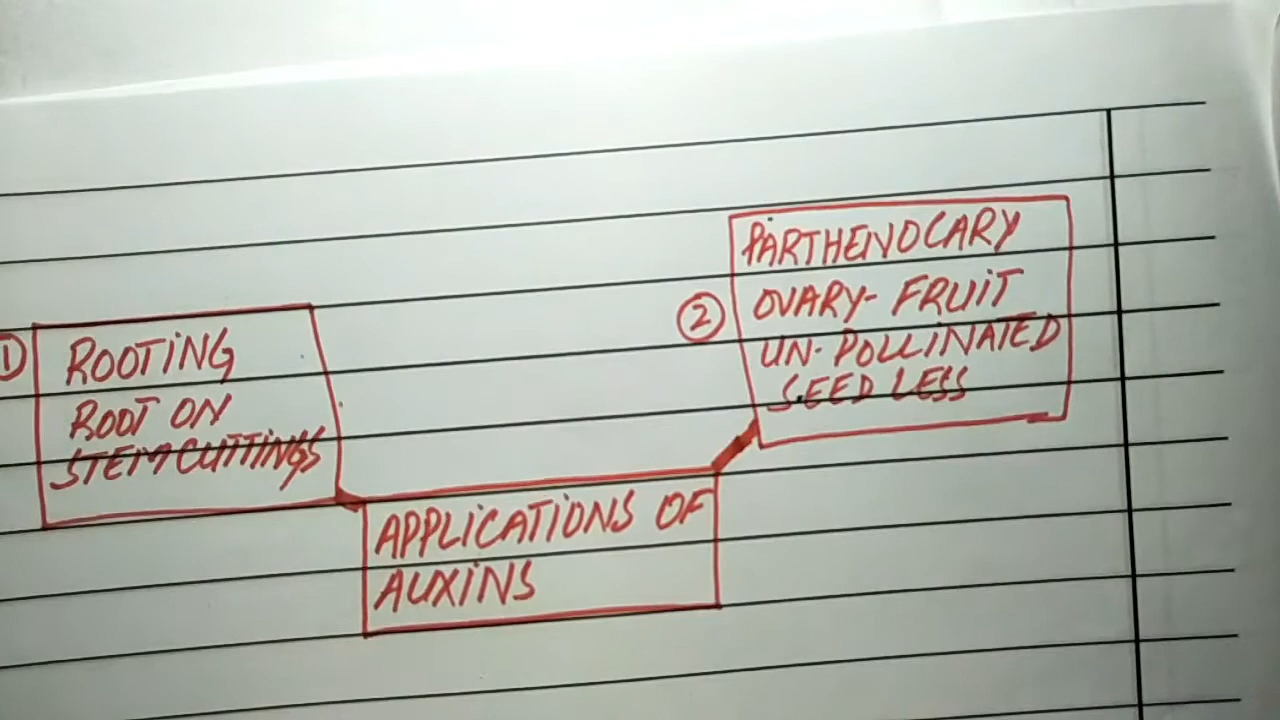 1
ROOTING
ROOT ON
STEM CUTTINGS
2
PARTHENOCARY
OVARY- FRUIT
UN-POLLINATED
SEED LESS
APPLICATIONS OF
AUXINS